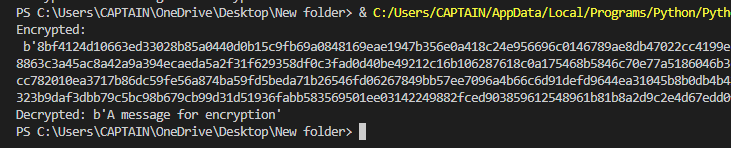 PS C:\Users\CAPTAIN\OneDrive\Desktop\New folder> & C:/Users/CAPTAIN/AppData/Local/Programs/Python/Pyth
Encrypted:
b'8bf4124d10663ed33028b85a0440d0b15c9fb69a0848169eae1947b356e0a418c24e956696c0146789ae8db47022cc4199e
8863c3a45ac8a42a9a394ecaeda5a2f31f629358df0c3fad0d40be49212c16b106287618c0a175468b5846c70e77a5186046b3
cc782010ea3717b86dc59fe56a874ba59fd5beda71b26546fd06267849bb57ee7096a4b66c6d91defd9644ea31045b8b0db4b4
323b9daf3dbb79c5bc98b679cb99d31d51936fabb583569501ee03142249882fced903859612548961b81b8a2d9c2e4d67edd0
Decrypted: b'A message for encryption'
PS C:\Users\CAPTAIN\OneDrive\Desktop\New folder>